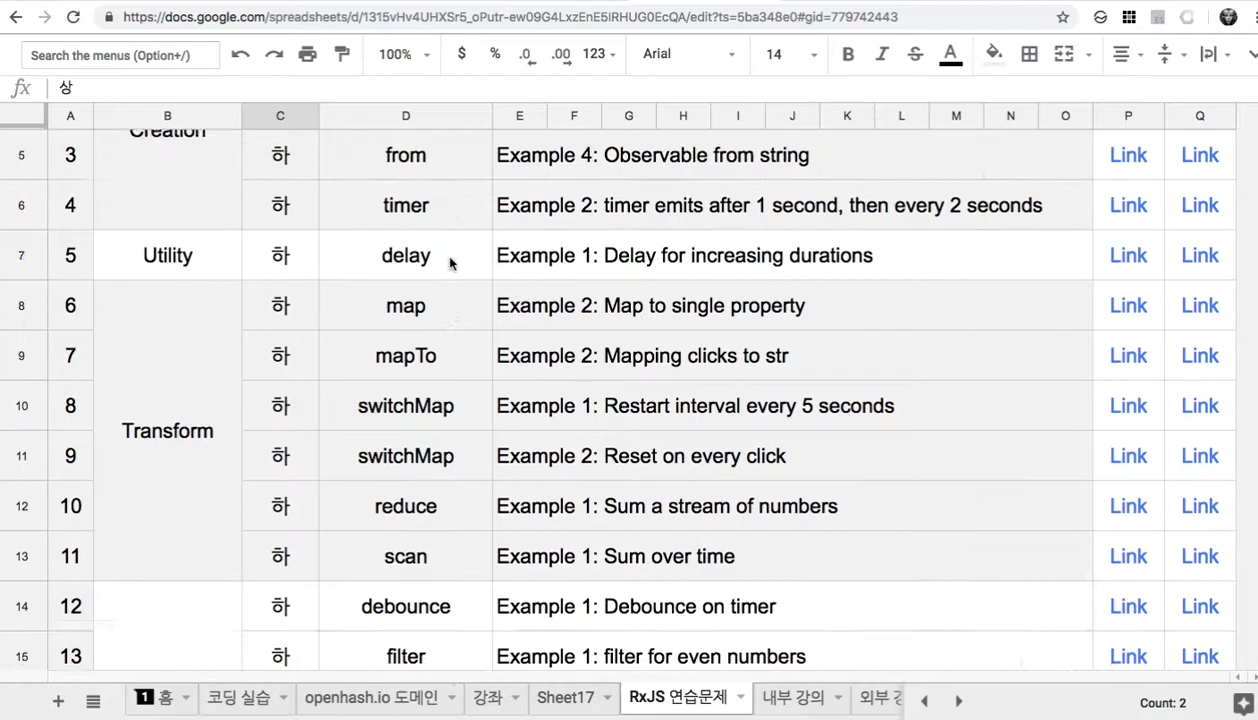 https://docs.google.com/spreadsheets/d/1315vHv4UHXSr5_oPutr-ew09G4LxzEnE5lRHUG0EcQA/edit?ts=5ba348e0#gid=779742443
Search the menus (Option+/) 100% $ % .0 .00 123 Arial 14 B I S A
fx 상
A B C D E F G H I J K L M N O P Q
Creation
5 3 하 from Example 4: Observable from string Link Link
6 4 하 timer Example 2: timer emits after 1 second, then every 2 seconds Link Link
7 5 Utility 하 delay Example 1: Delay for increasing durations Link Link
8 6 하 map Example 2: Map to single property Link Link
9 7 하 mapTo Example 2: Mapping clicks to str Link Link
10 8 하 switchMap Example 1: Restart interval every 5 seconds Link Link
Transform
11 9 하 switchMap Example 2: Reset on every click Link Link
12 10 하 reduce Example 1: Sum a stream of numbers Link Link
13 11 하 scan Example 1: Sum over time Link Link
14 12 하 debounce Example 1: Debounce on timer Link Link
15 13 하 filter Example 1: filter for even numbers Link Link
+ 1 홈 코딩 실습 openhash.io 도메인 강좌 Sheet17 RxJS 연습문제 내부 강의 외부 Count: 2